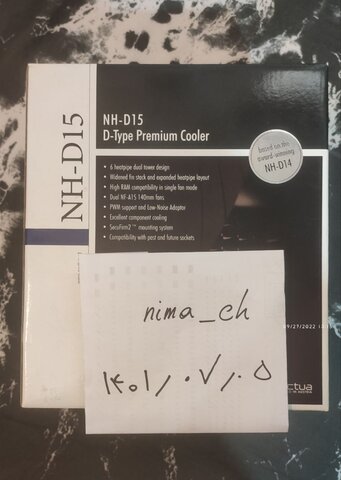 NH-D15
NH-D15
D-Type Premium Cooler
based on the
award-winning
NH-D14
• 6 heatpipe dual tower design
• Widened fin stack and expanded heatpipe layout
• High RAM compatibility in single fan mode
• Dual NF-A15 140mm fans
• PWM support and Low-Noise Adaptor
• Excellent component cooling
• SecuFirm2™ mounting system
• Compatibility with past and future sockets
nima_ch
۱۴۰۱/۰۷/۰۵
09/27/2022
ctua